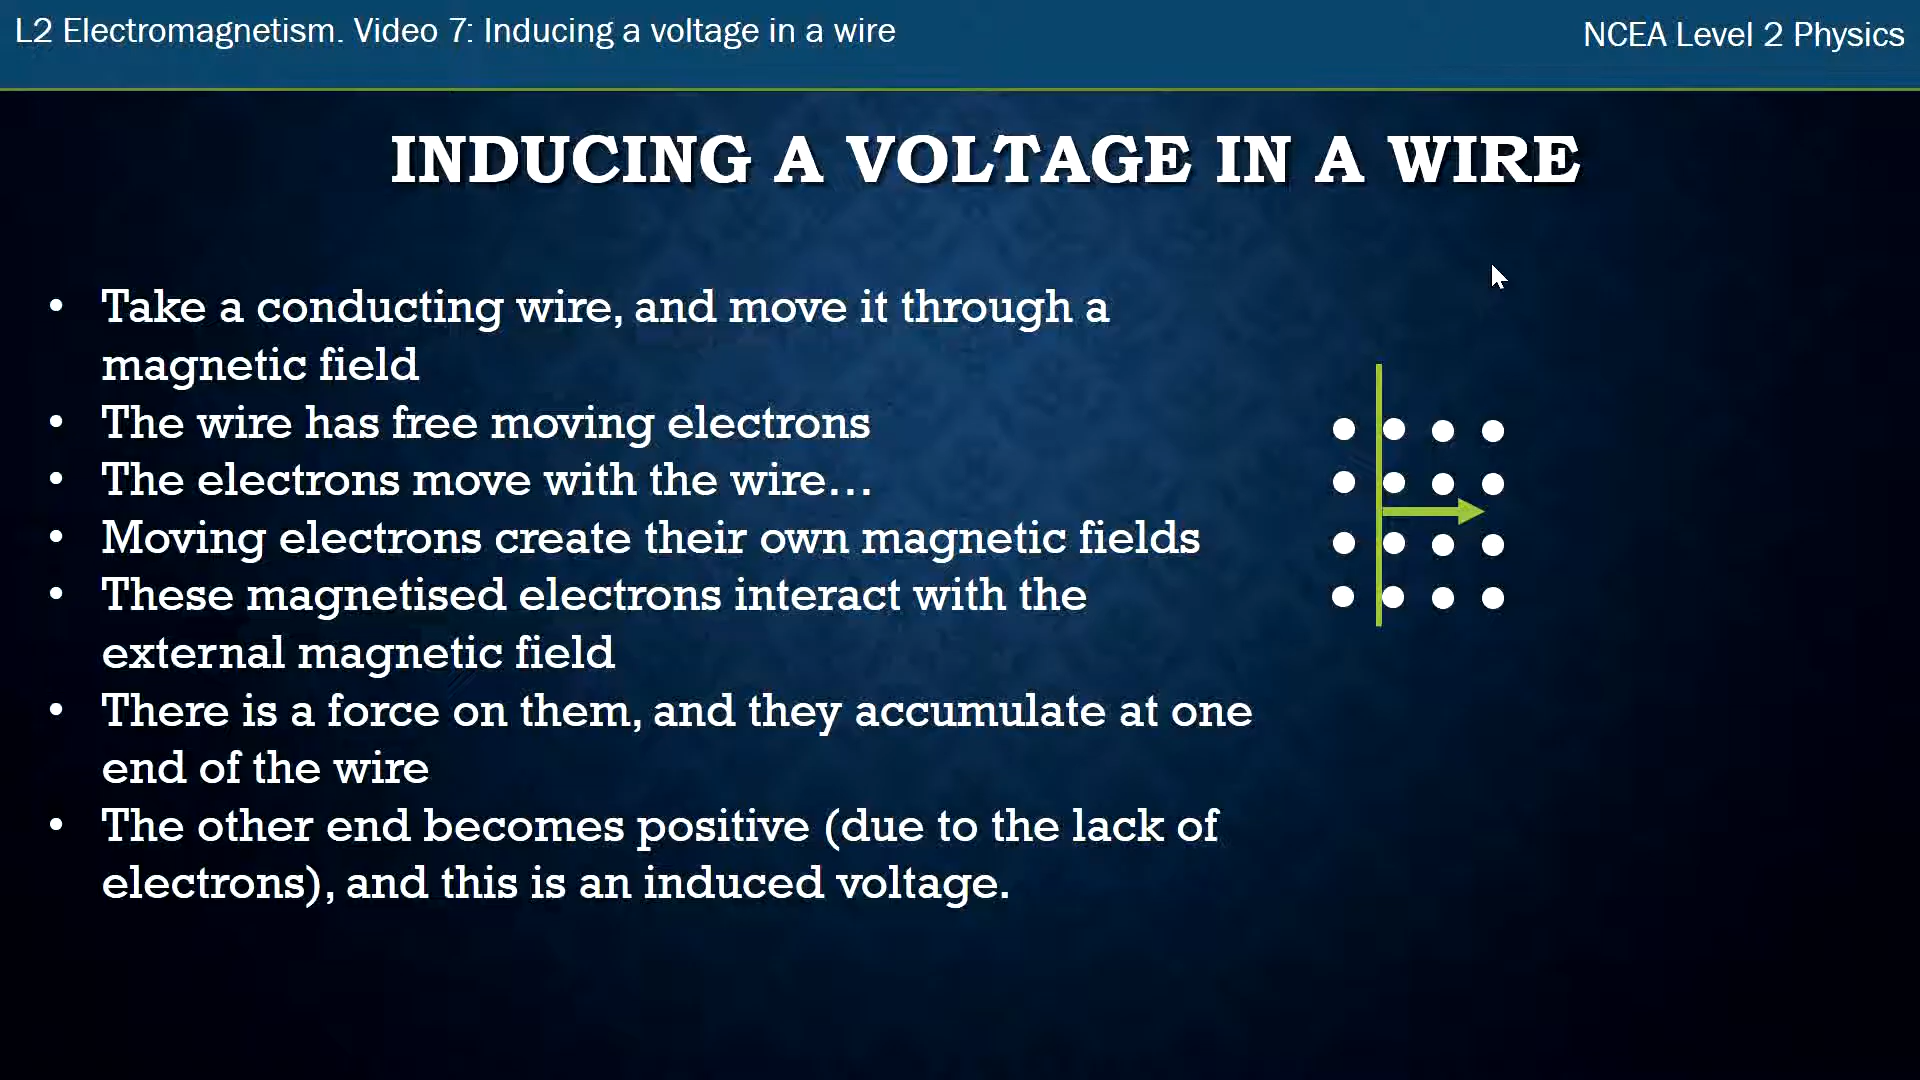 L2 Electromagnetism. Video 7: Inducing a voltage in a wire
NCEA Level 2 Physics
INDUCING A VOLTAGE IN A WIRE
• Take a conducting wire, and move it through a
magnetic field
• The wire has free moving electrons
• The electrons move with the wire…
• Moving electrons create their own magnetic fields
• These magnetised electrons interact with the
external magnetic field
• There is a force on them, and they accumulate at one
end of the wire
• The other end becomes positive (due to the lack of
electrons), and this is an induced voltage.